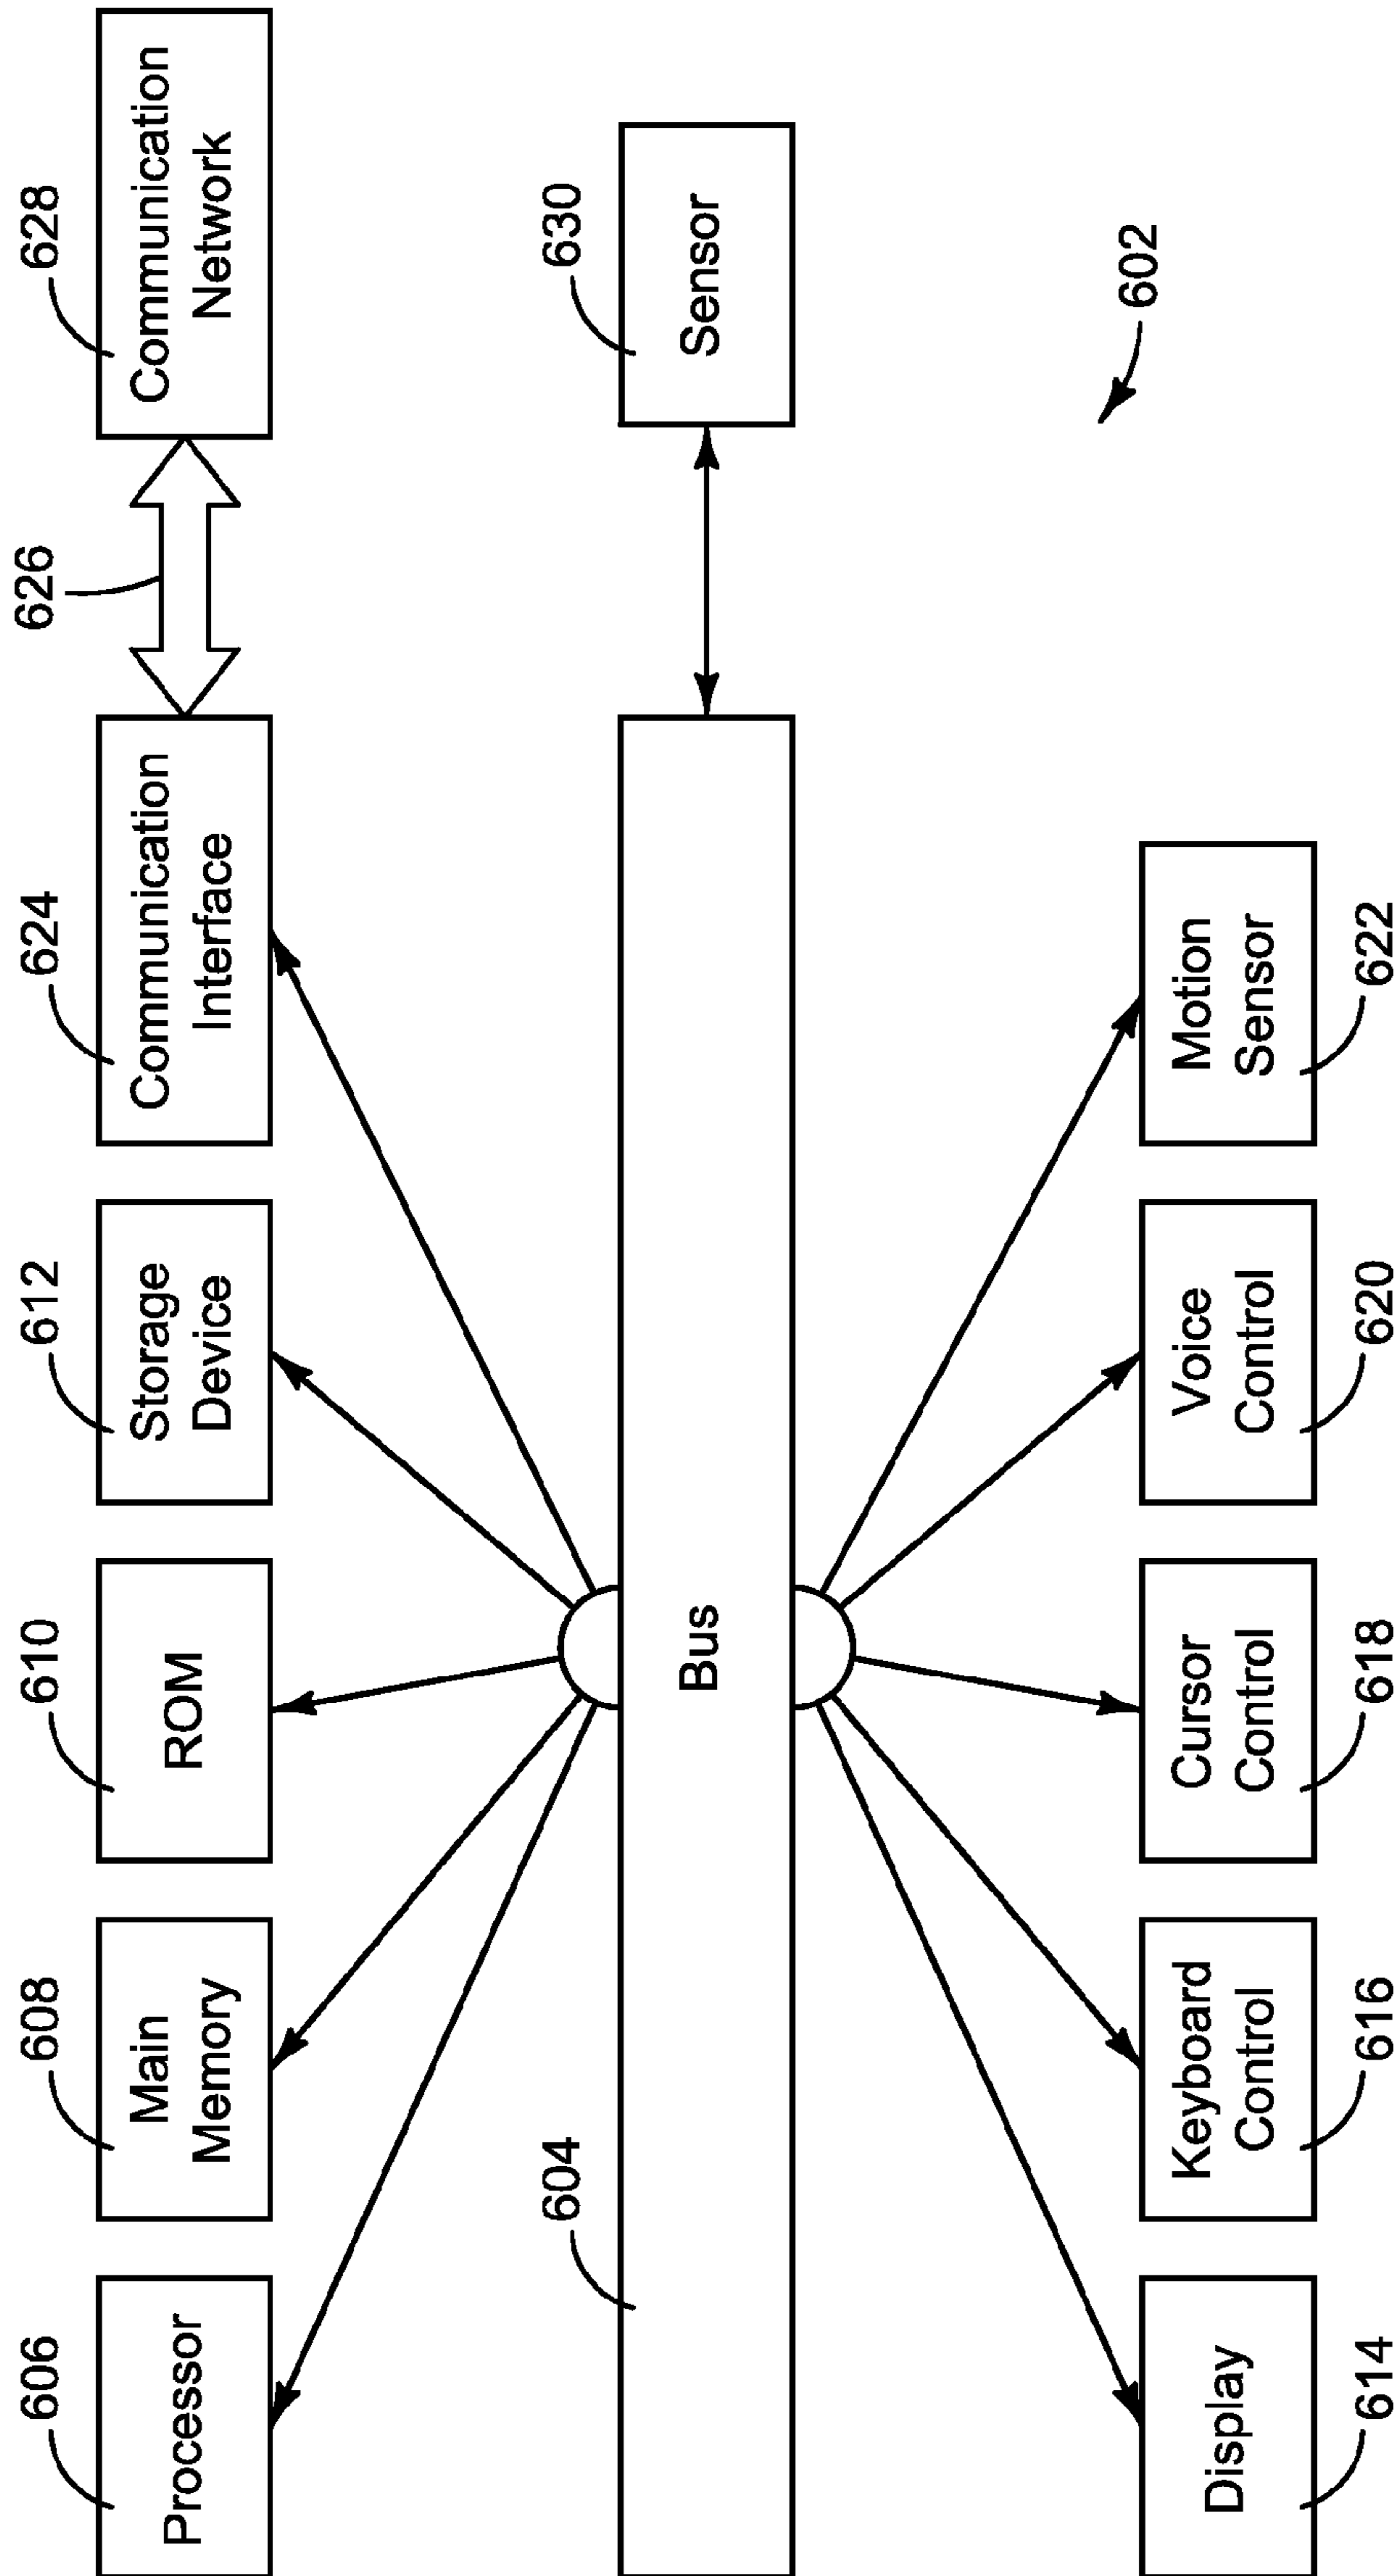 606
608
610
612
624
626
628
Processor
Main
Memory
ROM
Storage
Device
Communication
Interface
Communication
Network
604
630
Bus
Sensor
602
Display
Keyboard
Control
Cursor
Control
Voice
Control
Motion
Sensor
614
616
618
620
622